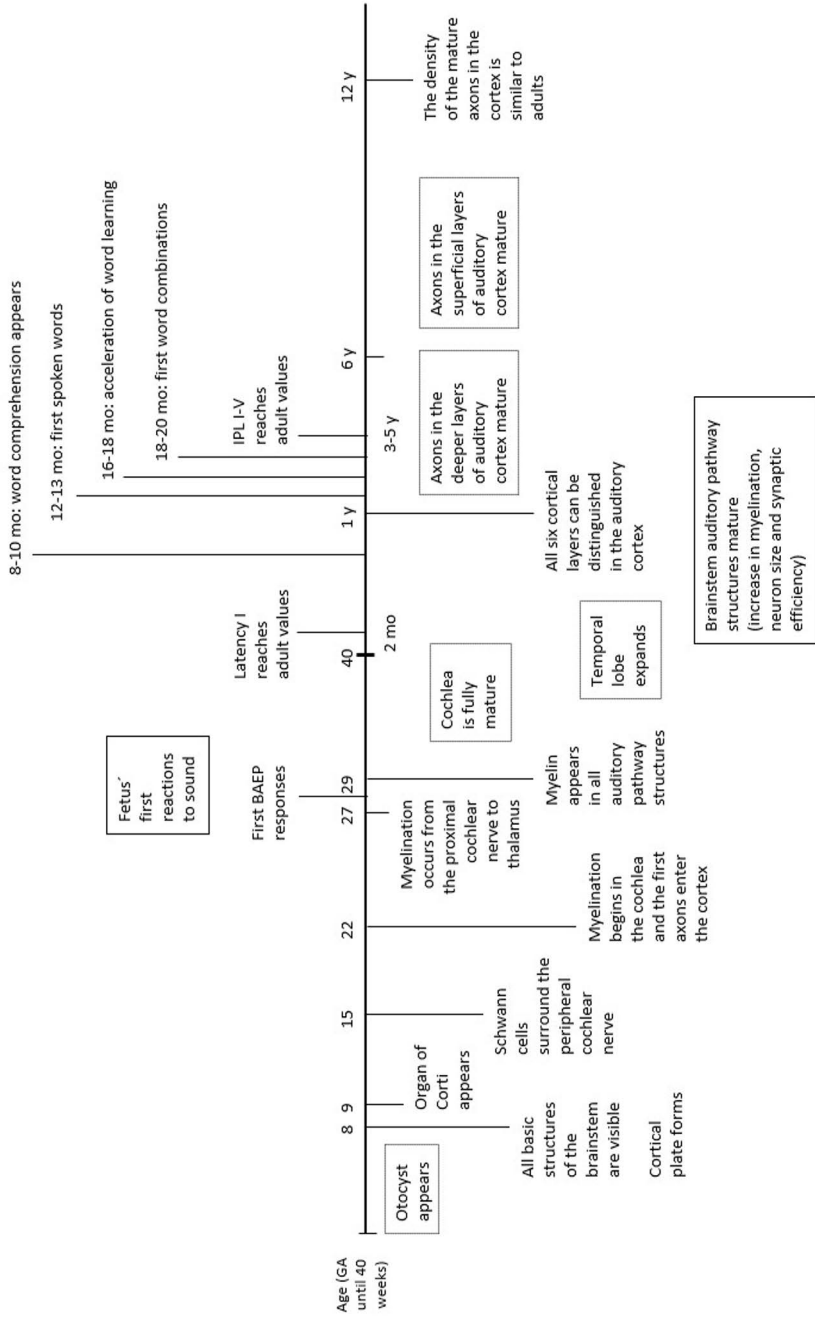 8-10 mo: word comprehension appears
12-13 mo: first spoken words
16-18 mo: acceleration of word learning
18-20 mo: first word combinations
Fetus´
first
reactions
to sound
First BAEP
responses
Latency I
reaches
adult values
IPL I-V
reaches
adult values
Age (GA
until 40
weeks)
8
9
15
22
27
29
40
2 mo
1 y
3-5 y
6 y
12 y
Otocyst
appears
Organ of
Corti
appears
All basic
structures
of the
brainstem
are visible
Cortical
plate forms
Schwann
cells
surround the
peripheral
cochlear
nerve
Myelination
begins in
the cochlea
and the first
axons enter
the cortex
Myelination
occurs from
the proximal
cochlear
nerve to
thalamus
Myelin
appears
in all
auditory
pathway
structures
Cochlea
is fully
mature
Temporal
lobe
expands
All six cortical
layers can be
distinguished
in the auditory
cortex
Axons in the
deeper layers
of auditory
cortex mature
Axons in the
superficial layers
of auditory
cortex mature
The density
of the mature
axons in the
cortex is
similar to
adults
Brainstem auditory pathway
structures mature
(increase in myelination,
neuron size and synaptic
efficiency)